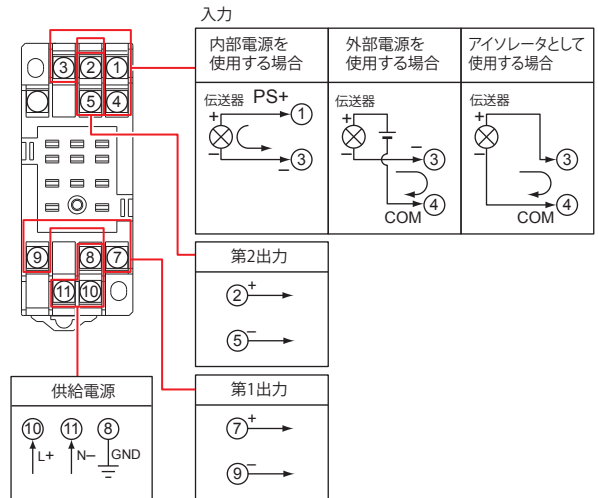 入力
内部電源を
使用する場合
外部電源を
使用する場合
アイソレータとして
使用する場合
伝送器 PS+
+
①
−
③
−
伝送器
+
−
−
③
④
COM
伝送器
+
−
③
④
COM
③ ② ①
⑤ ④
⑨ ⑧ ⑦
⑪ ⑩
第2出力
②+
⑤−
第1出力
⑦+
⑨−
供給電源
⑩ ⑪ ⑧
L+ N− GND